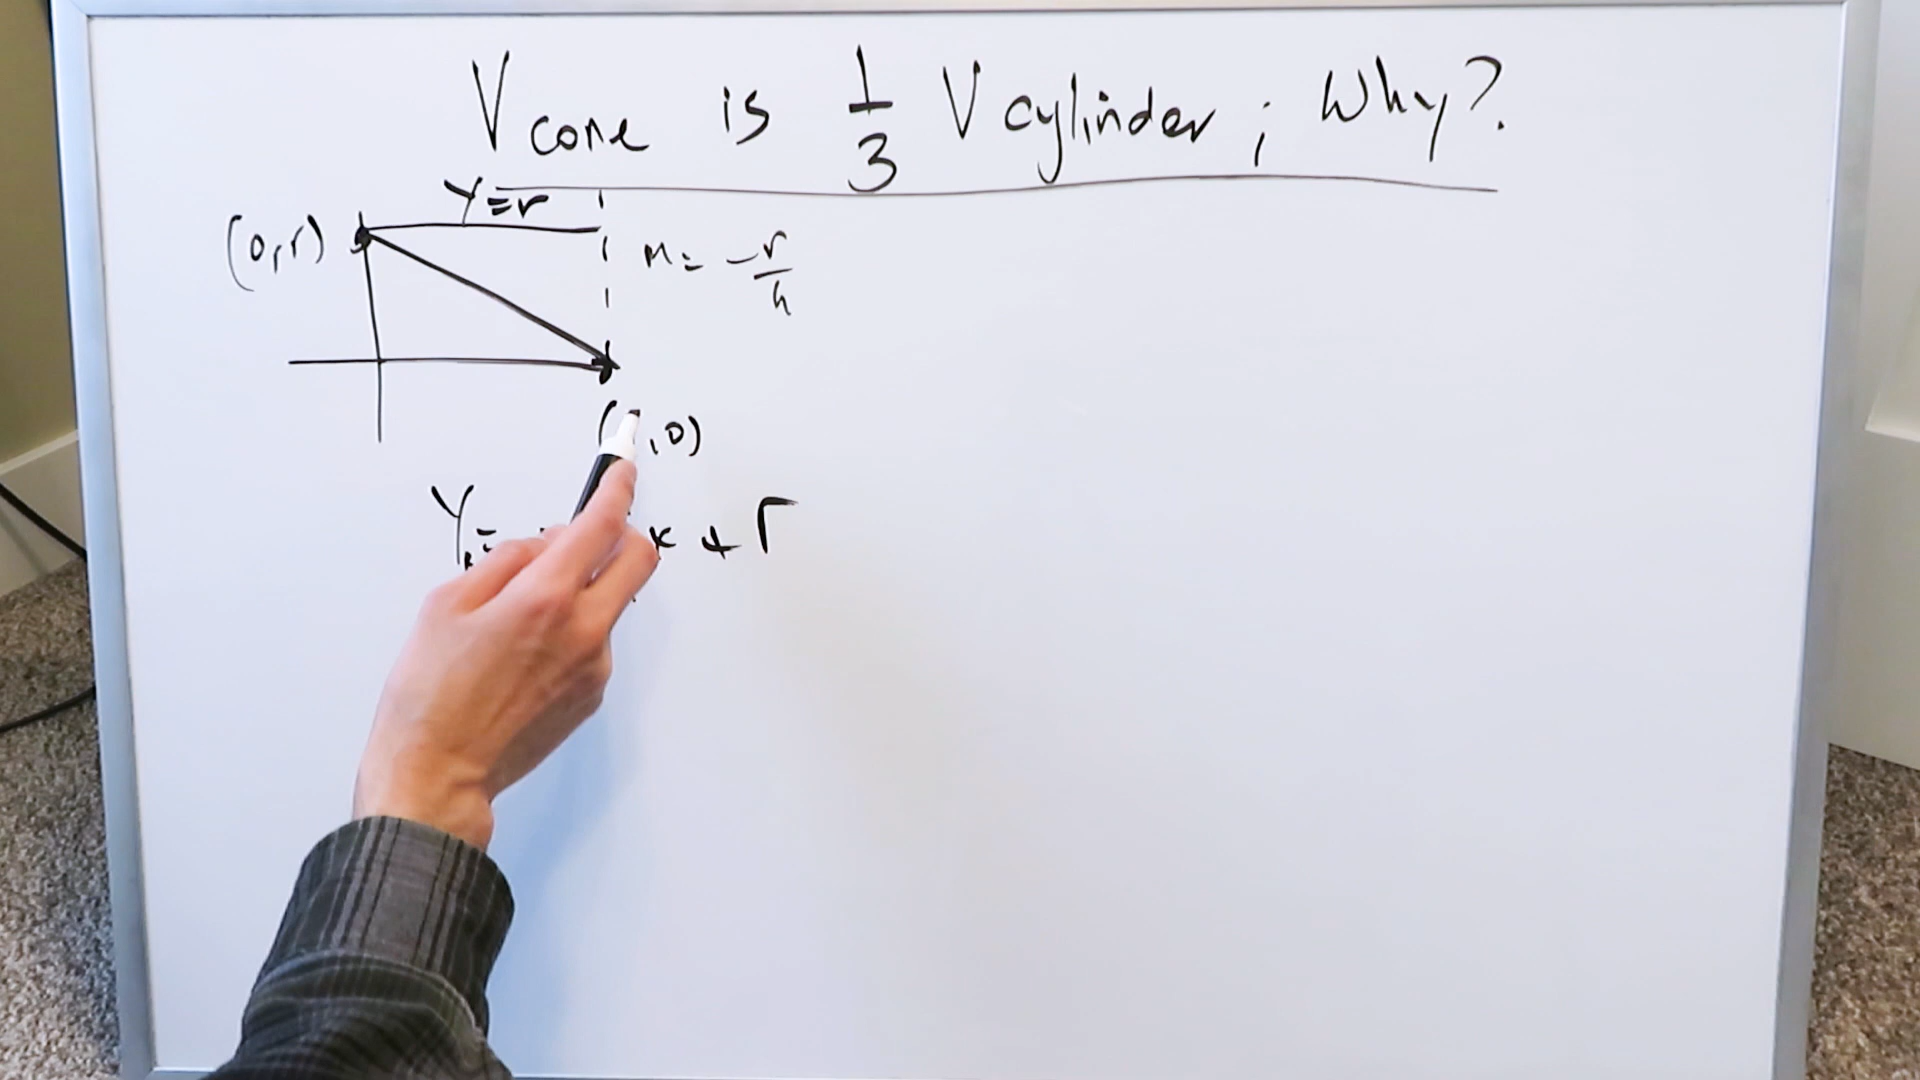 V cone is 1/3 V cylinder ; Why?
y=r
(0,r)
m = -r/h
( ,0)
y = x + r